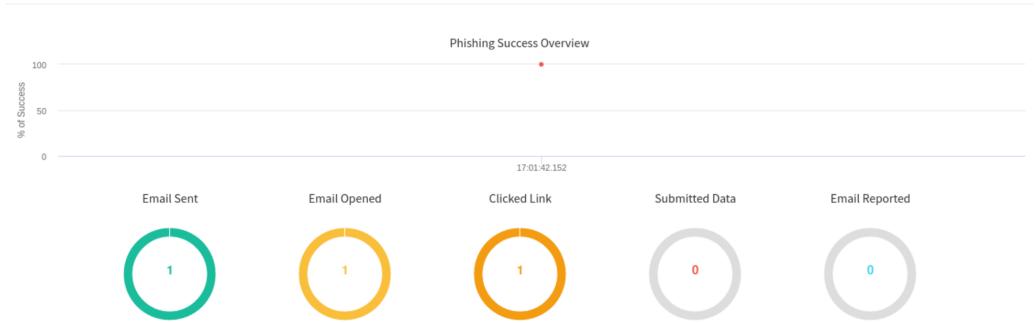 Phishing Success Overview
100
50
0
% of Success
17:01:42.152
Email Sent
Email Opened
Clicked Link
Submitted Data
Email Reported
1
1
1
0
0